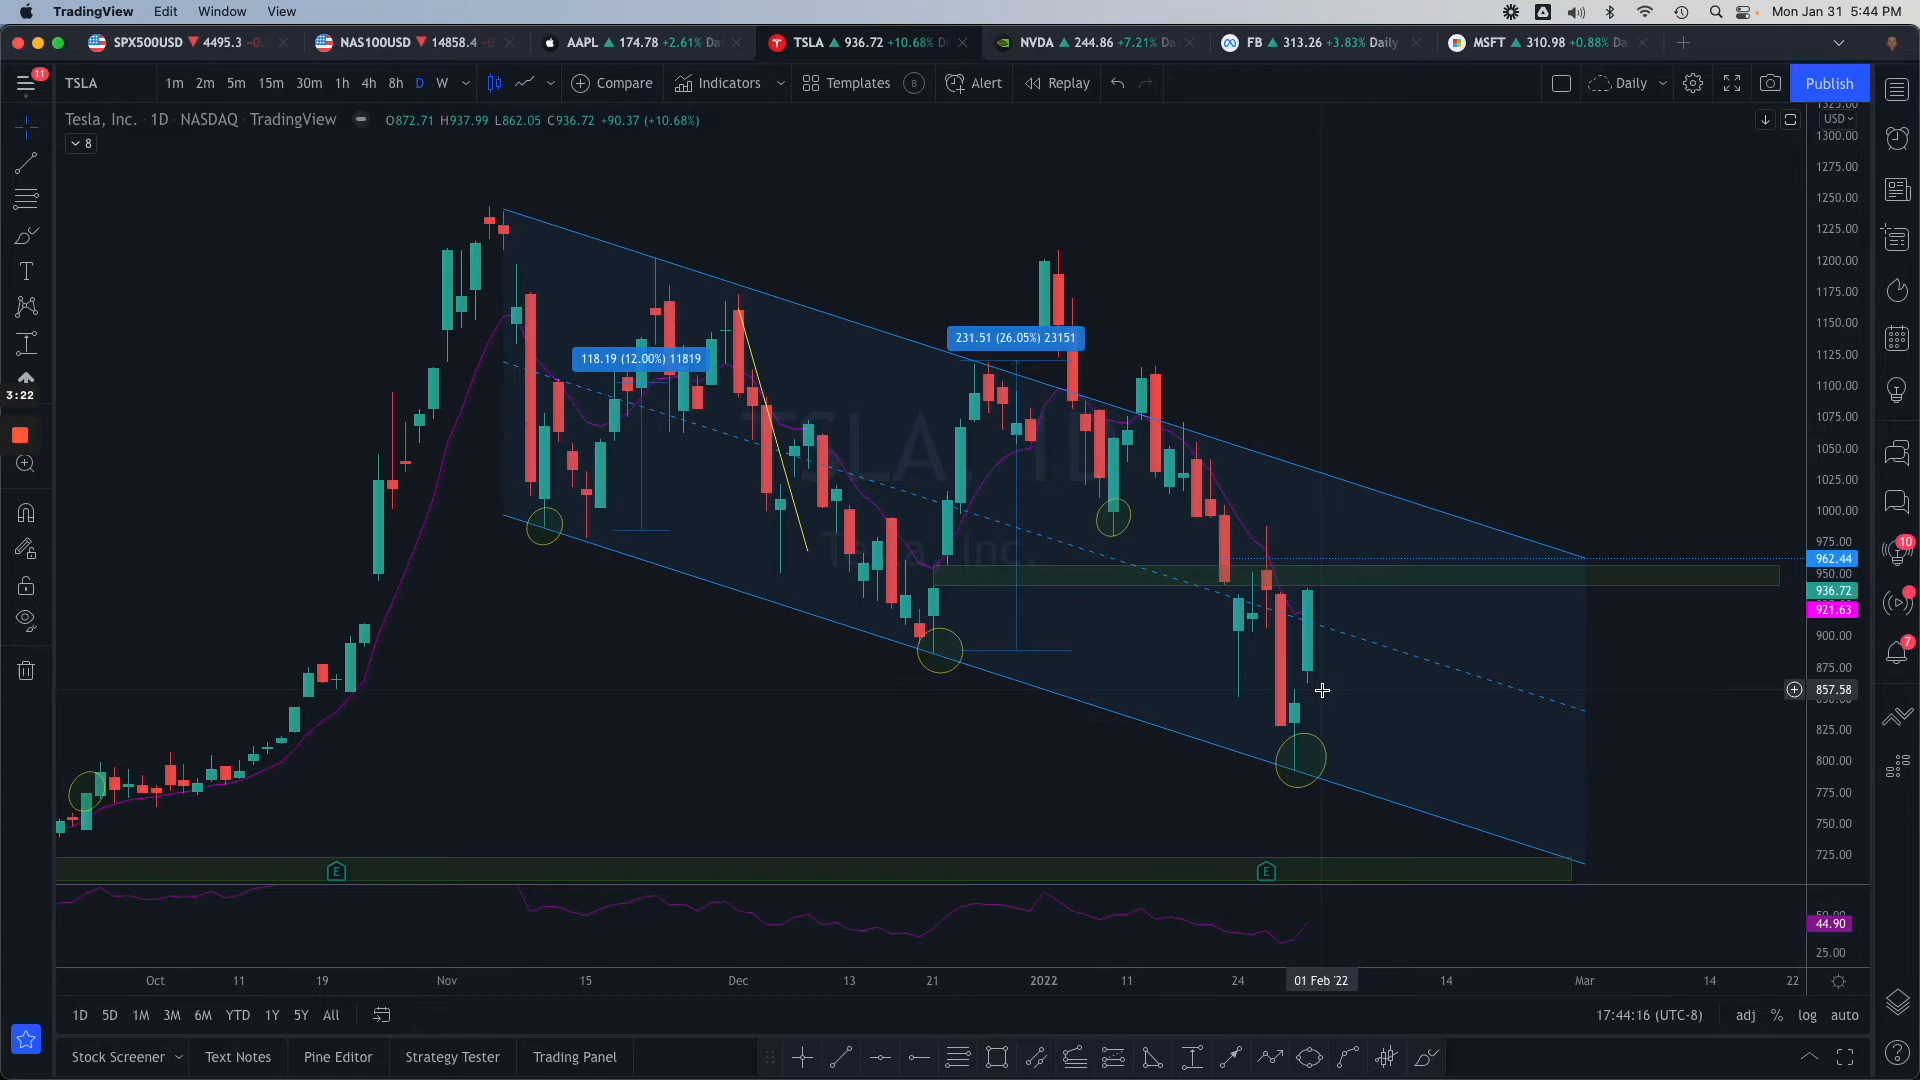 TradingView Edit Window View Mon Jan 31 5:44 PM
SPX500USD ▼ 4495.3 NAS100USD ▼ 14858.4 AAPL ▲ 174.78 +2.61% Da TSLA ▲ 936.72 +10.68% D NVDA ▲ 244.86 +7.21% Da FB ▲ 313.26 +3.83% Daily MSFT ▲ 310.98 +0.88% Da
11
TSLA 1m 2m 5m 15m 30m 1h 4h 8h D W Compare Indicators Templates B Alert Replay Daily Publish
Tesla, Inc. · 1D · NASDAQ · TradingView O872.71 H937.99 L862.05 C936.72 +90.37 (+10.68%)
USD
8
1300.00
1275.00
1250.00
1225.00
1200.00
1175.00
1150.00
231.51 (26.05%) 23151
118.19 (12.00%) 11819
1125.00
1100.00
3:22
1075.00
TSLA, 1D
1050.00
1025.00
1000.00
Tesla, Inc.
975.00
10
962.44
950.00
936.72
921.63
900.00
7
875.00
857.58
825.00
800.00
775.00
750.00
725.00
E E
44.90
25.00
Oct 11 19 Nov 15 Dec 13 21 2022 11 24 01 Feb '22 14 Mar 14 22
1D 5D 1M 3M 6M YTD 1Y 5Y All 17:44:16 (UTC-8) adj % log auto
Stock Screener Text Notes Pine Editor Strategy Tester Trading Panel